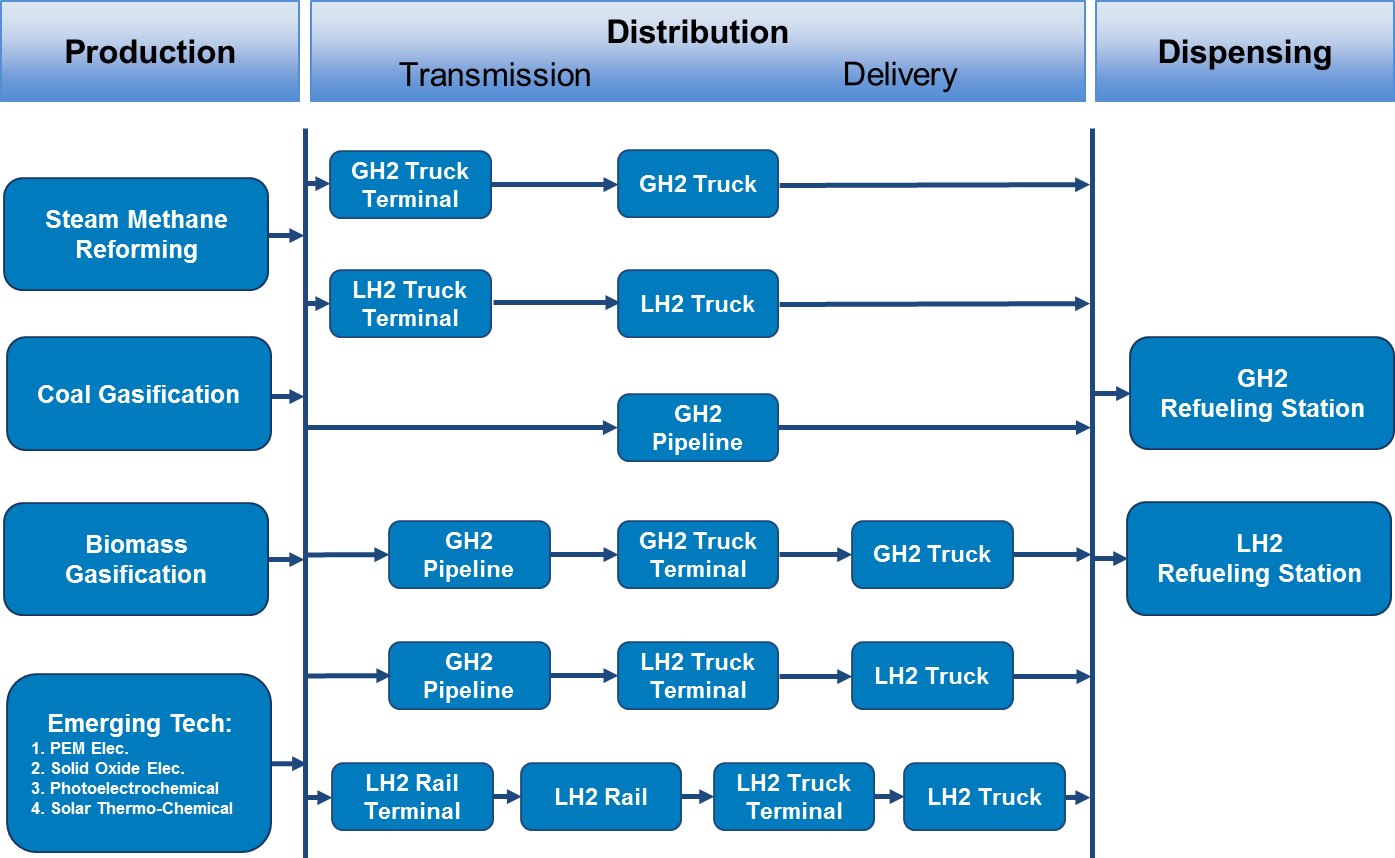 Production
Distribution
Transmission
Delivery
Dispensing
Steam Methane
Reforming
Coal Gasification
Biomass
Gasification
Emerging Tech:
1. PEM Elec.
2. Solid Oxide Elec.
3. Photoelectrochemical
4. Solar Thermo-Chemical
GH2 Truck
Terminal
GH2 Truck
LH2 Truck
Terminal
LH2 Truck
GH2
Pipeline
GH2
Pipeline
GH2 Truck
Terminal
GH2 Truck
GH2
Pipeline
LH2 Truck
Terminal
LH2 Truck
LH2 Rail
Terminal
LH2 Rail
LH2 Truck
Terminal
LH2 Truck
GH2
Refueling Station
LH2
Refueling Station